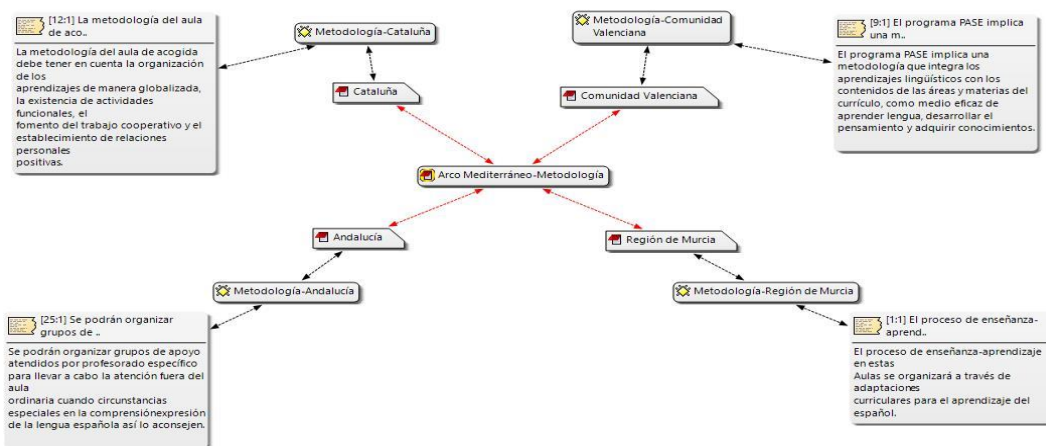 [12:1] La metodología del aula
de aco..
La metodología del aula de acogida
debe tener en cuenta la organización
de los
aprendizajes de manera globalizada,
la existencia de actividades
funcionales, el
fomento del trabajo cooperativo y el
establecimiento de relaciones
personales
positivas.
Metodología-Cataluña
Cataluña
Metodología-Comunidad
Valenciana
Comunidad Valenciana
[9:1] El programa PASE implica
una m..
El programa PASE implica una
metodología que integra los
aprendizajes lingüísticos con los
contenidos de las áreas y materias del
currículo, como medio eficaz de
aprender lengua, desarrollar el
pensamiento y adquirir conocimientos.
Arco Mediterráneo-Metodología
Andalucía
Metodología-Andalucía
[25:1] Se podrán organizar
grupos de ..
Se podrán organizar grupos de apoyo
atendidos por profesorado específico
para llevar a cabo la atención fuera del
aula
ordinaria cuando circunstancias
especiales en la comprensiónexpresión
de la lengua española así lo aconsejen.
Región de Murcia
Metodología-Región de Murcia
[1:1] El proceso de enseñanza-
aprend..
El proceso de enseñanza-aprendizaje
en estas
Aulas se organizará a través de
adaptaciones
curriculares para el aprendizaje del
español.